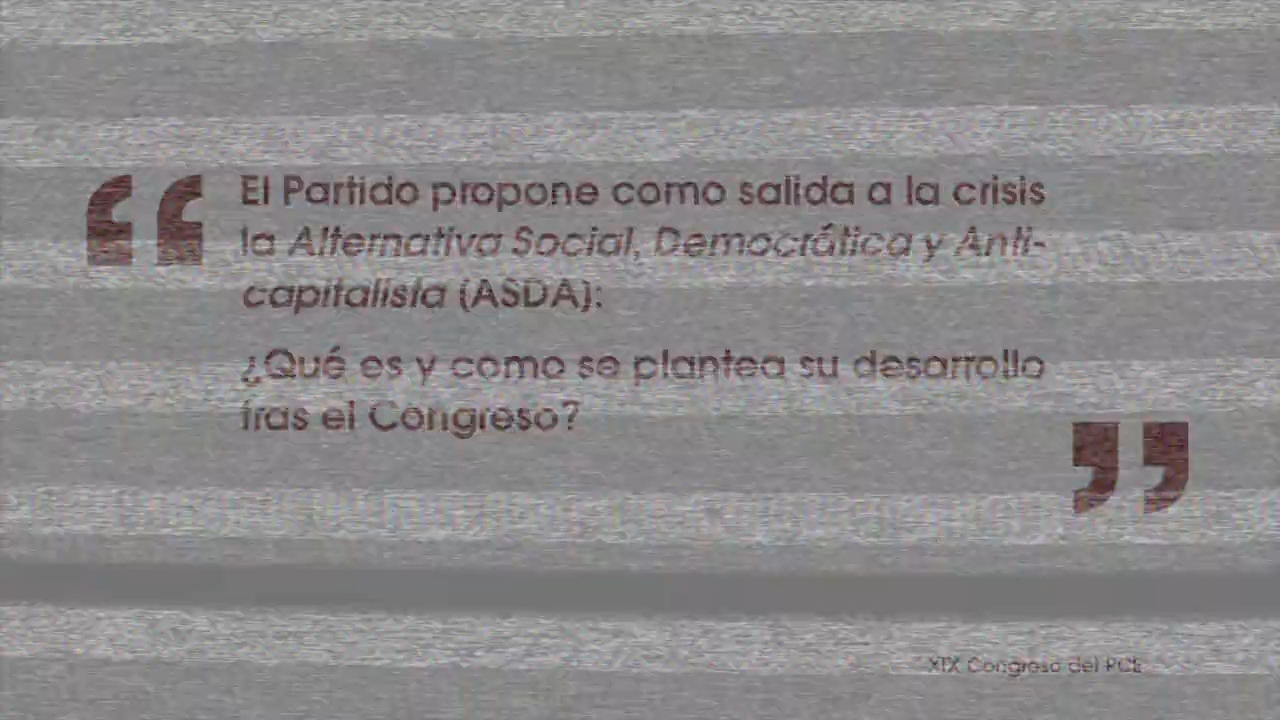 “ El Partido propone como salida a la crisis
la Alternativa Social, Democrática y Anti-
capitalista (ASDA):
¿Qué es y como se plantea su desarrollo
tras el Congreso? ”
XIX Congreso del PCE